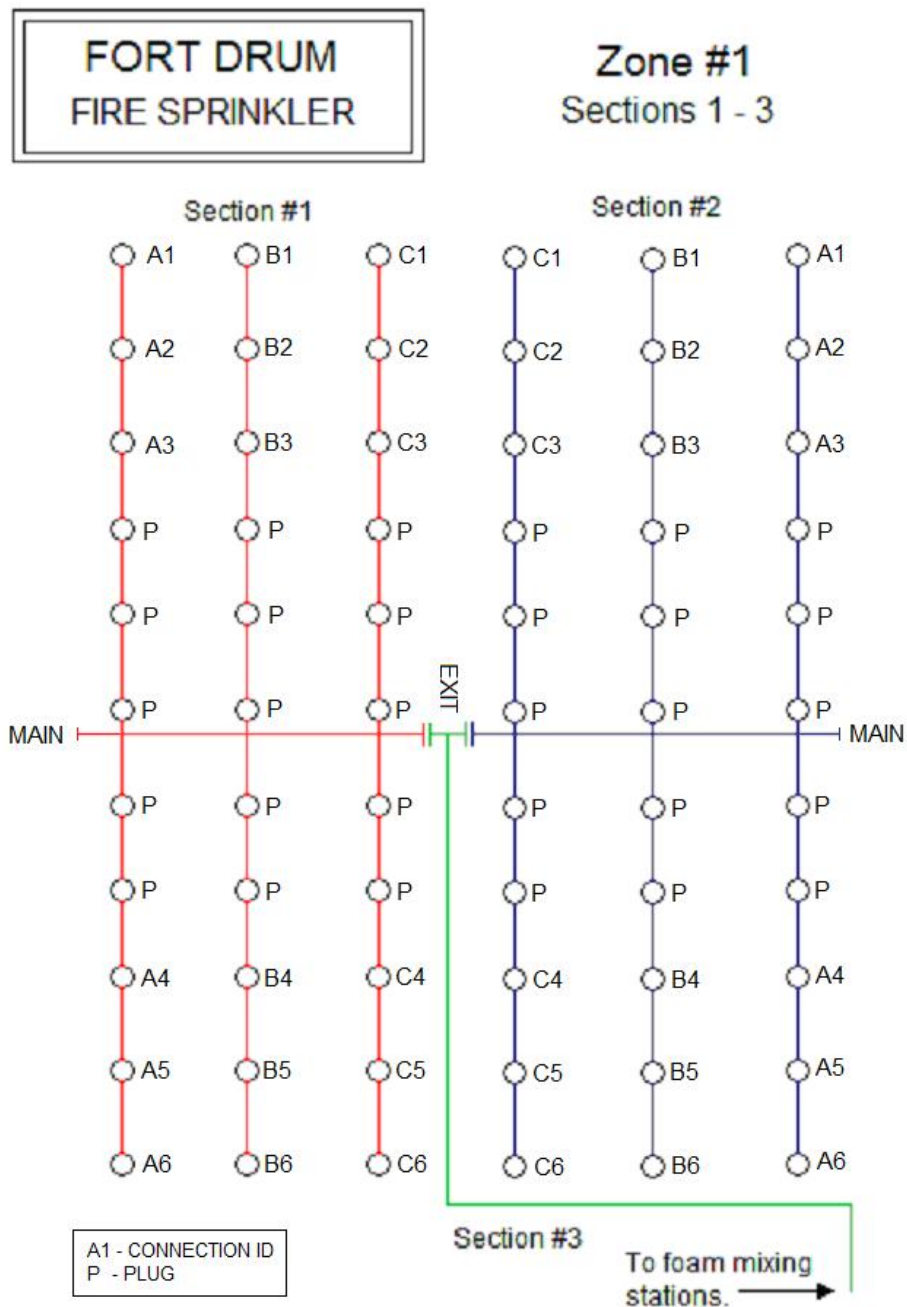 FORT DRUM
FIRE SPRINKLER
Zone #1
Sections 1 - 3
Section #1
Section #2
A1 B1 C1 C1 B1 A1
A2 B2 C2 C2 B2 A2
A3 B3 C3 C3 B3 A3
P P P P P P
P P P P P P
EXIT
P P P P P P
MAIN MAIN
P P P P P P
P P P P P P
A4 B4 C4 C4 B4 A4
A5 B5 C5 C5 B5 A5
A6 B6 C6 C6 B6 A6
A1 - CONNECTION ID
P - PLUG
Section #3
To foam mixing
stations.